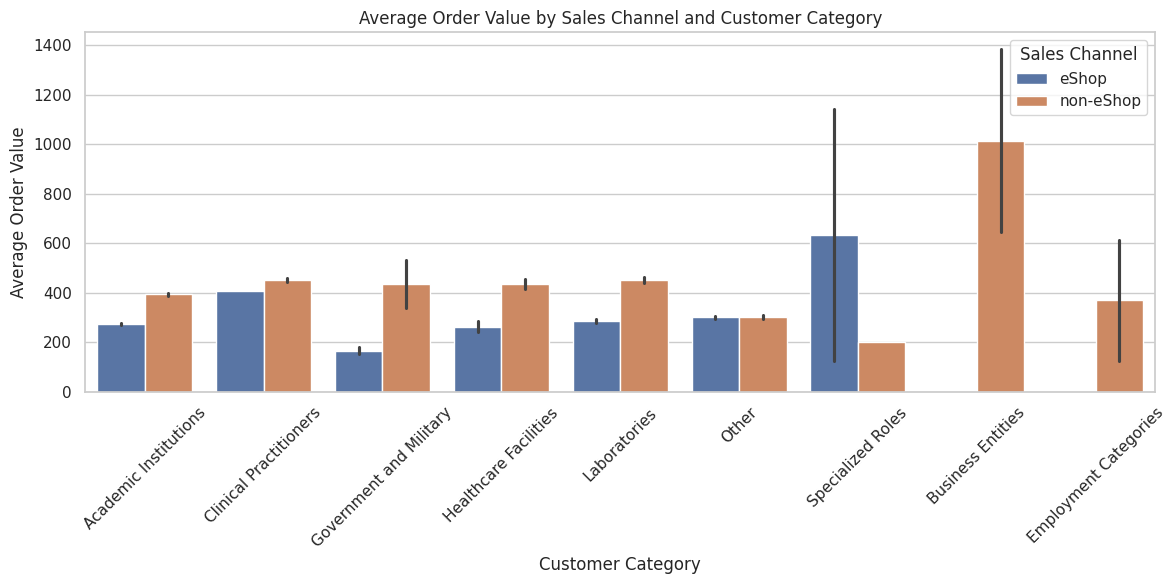 Average Order Value by Sales Channel and Customer Category
Average Order Value
1400
1200
1000
800
600
400
200
0
Sales Channel
eShop
non-eShop
Academic Institutions
Clinical Practitioners
Government and Military
Healthcare Facilities
Laboratories
Other
Specialized Roles
Business Entities
Employment Categories
Customer Category